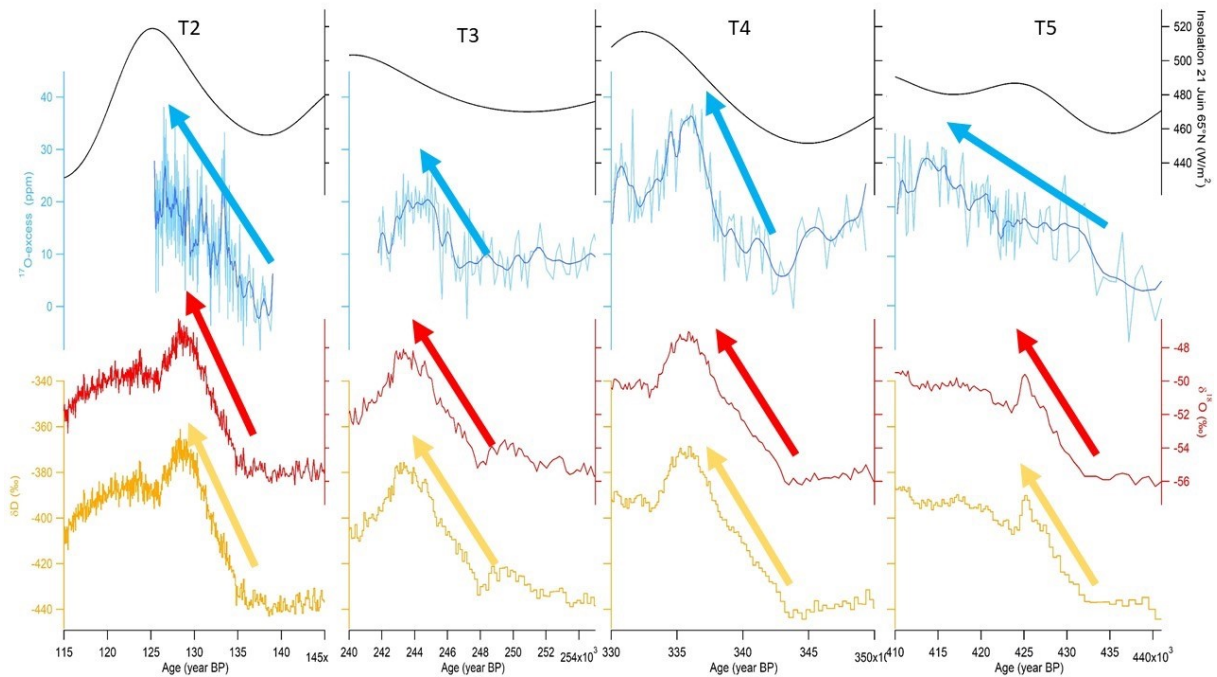 T2
T3
T4
T5
520
500
480
460
440
Insolation 21 Juin 65°N (W/m²)
40
30
20
10
0
¹⁷O-excess (ppm)
-48
-50
-52
-54
-56
δ¹⁸O (‰)
-340
-360
-380
-400
-420
-440
δD (‰)
115 120 125 130 135 140 145x
Age (year BP)
240 242 244 246 248 250 252 254x10³
Age (year BP)
330 340 350x10
Age (year BP)
410 415 420 425 430 435 440x10³
Age (year BP)